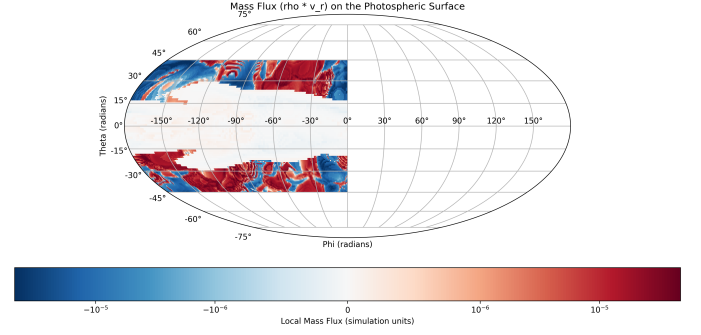 Mass Flux (rho * v_r) on the Photospheric Surface
75°
60°
45°
30°
15°
0°
-15°
-30°
-45°
-60°
-75°
-150° -120° -90° -60° -30° 0° 30° 60° 90° 120° 150°
Theta (radians)
Phi (radians)
−10⁻⁵ −10⁻⁶ 0 10⁻⁶ 10⁻⁵
Local Mass Flux (simulation units)